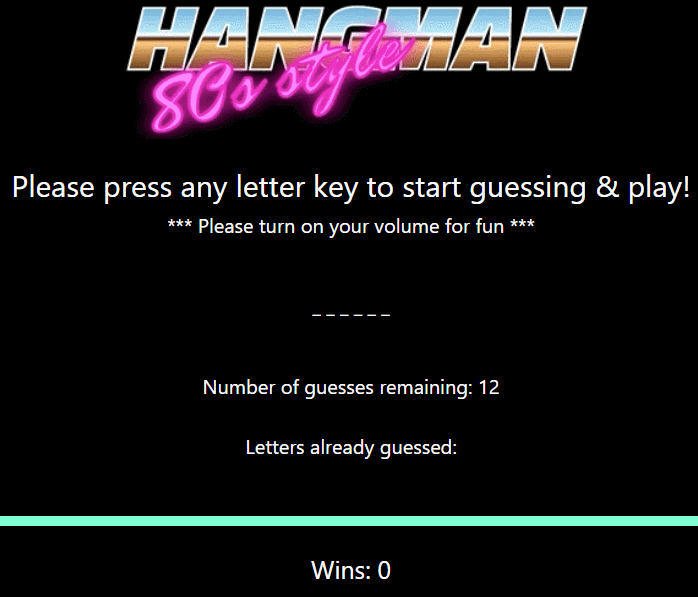 HANGMAN
80s style
Please press any letter key to start guessing & play!
*** Please turn on your volume for fun ***
_ _ _ _ _ _
Number of guesses remaining: 12
Letters already guessed:
Wins: 0